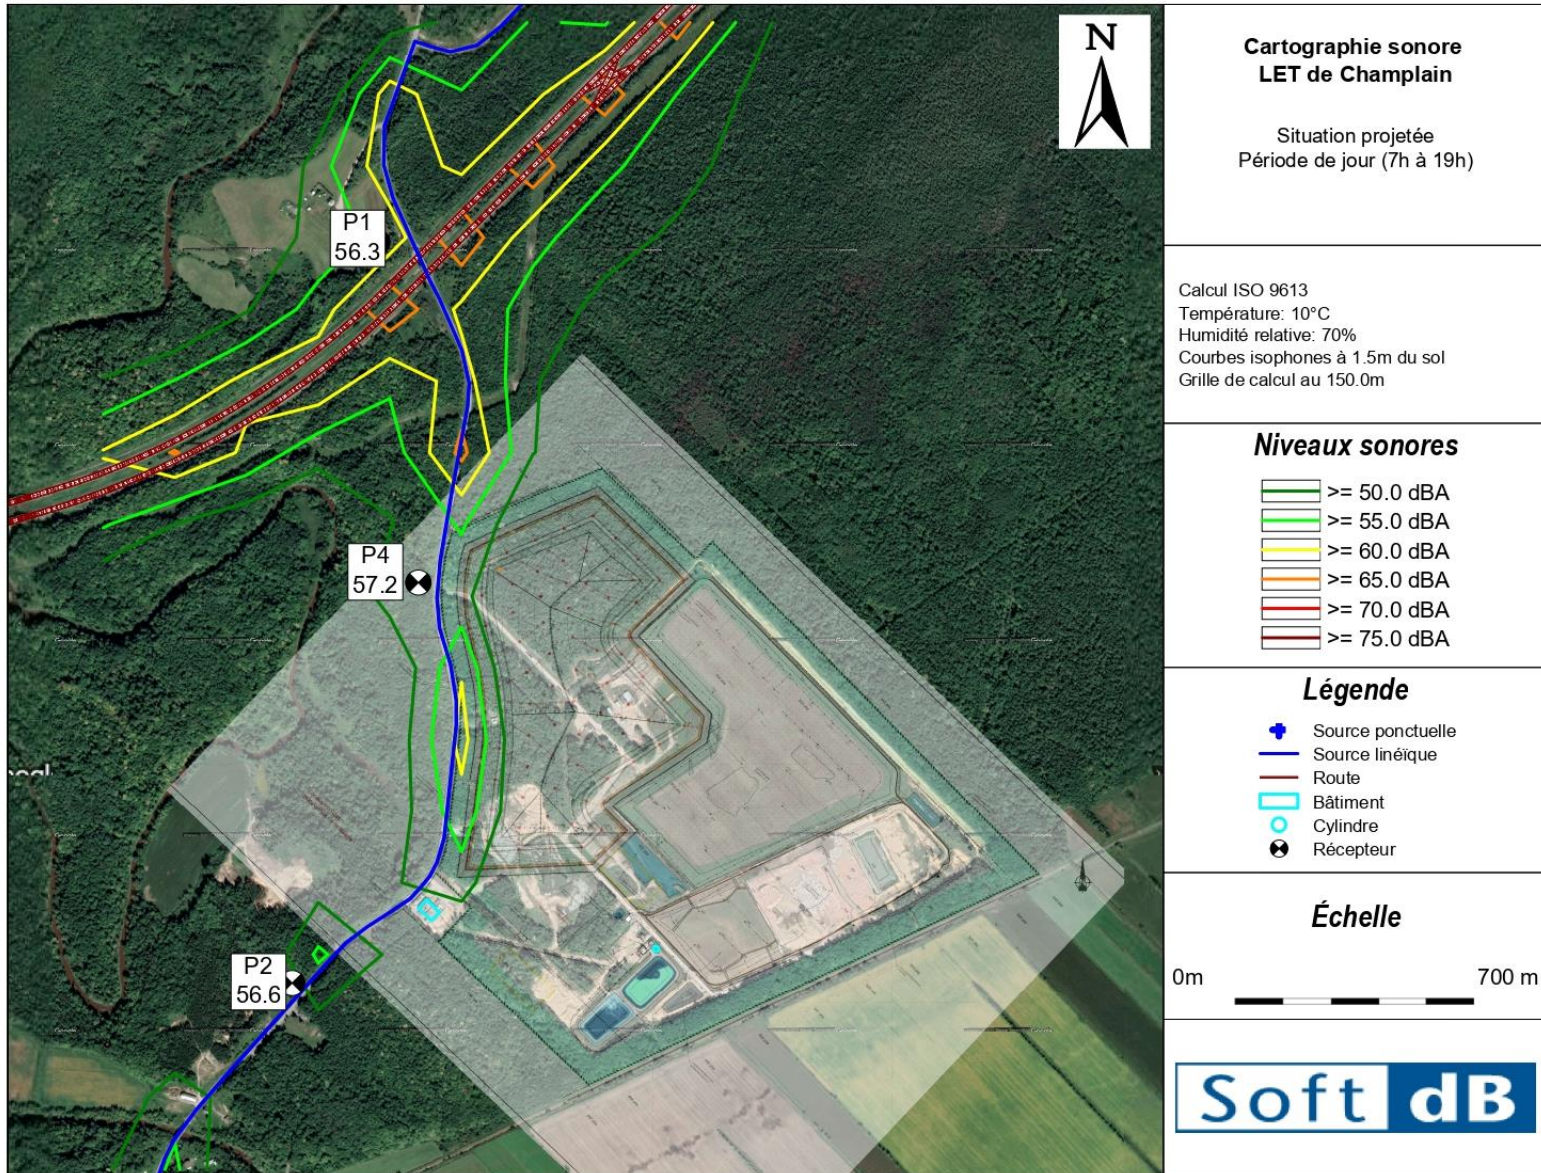 N
P1
56.3
P4
57.2
P2
56.6
Cartographie sonore
LET de Champlain
Situation projetée
Période de jour (7h à 19h)
Calcul ISO 9613
Température: 10°C
Humidité relative: 70%
Courbes isophones à 1.5m du sol
Grille de calcul au 150.0m
Niveaux sonores
>= 50.0 dBA
>= 55.0 dBA
>= 60.0 dBA
>= 65.0 dBA
>= 70.0 dBA
>= 75.0 dBA
Légende
Source ponctuelle
Source linéïque
Route
Bâtiment
Cylindre
Récepteur
Échelle
0m 700 m
Soft dB